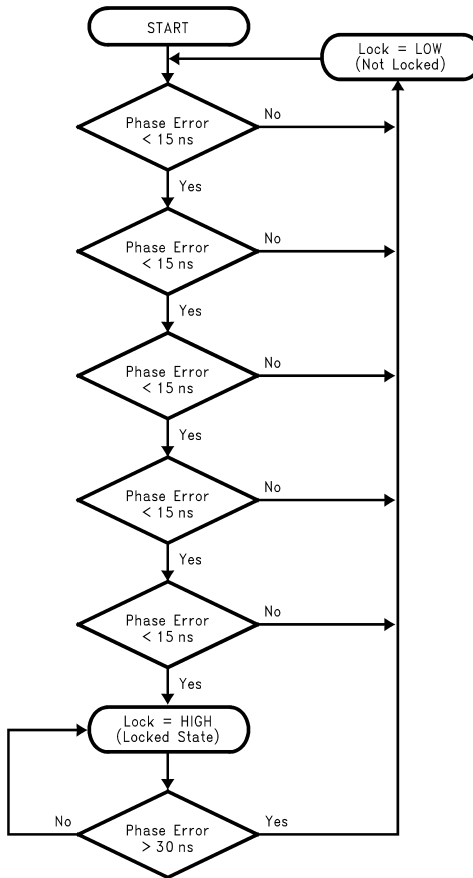 START
Lock = LOW
(Not Locked)
Phase Error
< 15 ns
No
Yes
Phase Error
< 15 ns
No
Yes
Phase Error
< 15 ns
No
Yes
Phase Error
< 15 ns
No
Yes
Phase Error
< 15 ns
No
Yes
Lock = HIGH
(Locked State)
No
Phase Error
> 30 ns
Yes